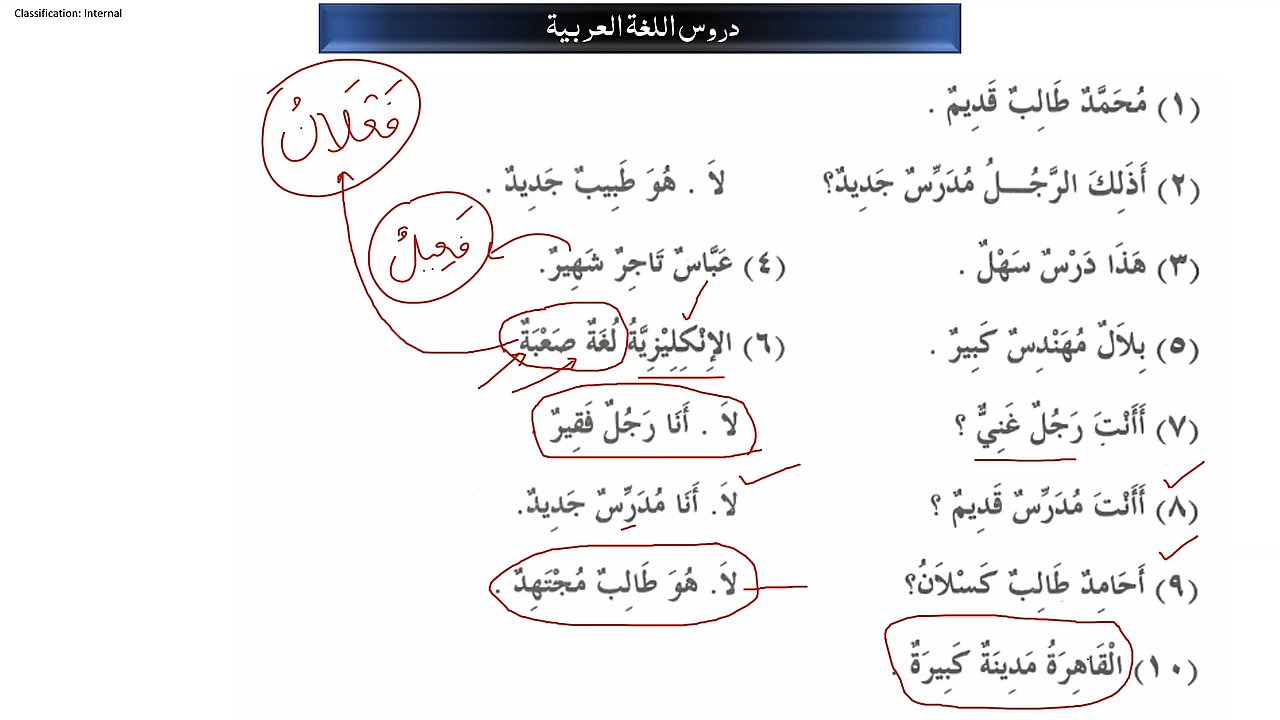 Classification: Internal
دروس اللغة العربية
(١) مُحَمَّدٌ طَالِبٌ قَدِيمٌ .
فَعْلَانُ
(٢) أَذَلِكَ الرَّجُــلُ مُدَرِّسٌ جَدِيدٌ؟ لاَ . هُوَ طَبِيبٌ جَدِيدٌ .
فَعِيلٌ
(٣) هَذَا دَرْسٌ سَهْلٌ . (٤) عَبَّاسٌ تَاجِرٌ شَهِيرٌ.
(٥) بِلاَلٌ مُهَنْدِسٌ كَبِيرٌ . (٦) الإِنْكِلِيْزِيَّةُ لُغَةٌ صَعْبَةٌ
(٧) أَأَنْتَ رَجُلٌ غَنِيٌّ ؟ لاَ . أَنَا رَجُلٌ فَقِيرٌ .
(٨) أَأَنْتَ مُدَرِّسٌ قَدِيمٌ ؟ لاَ. أَنَا مُدَرِّسٌ جَدِيدٌ.
(٩) أَحَامِدٌ طَالِبٌ كَسْلاَنُ؟ لاَ. هُوَ طَالِبٌ مُجْتَهِدٌ .
(١٠) الْقَاهِرَةُ مَدِينَةٌ كَبِيرَةٌ .